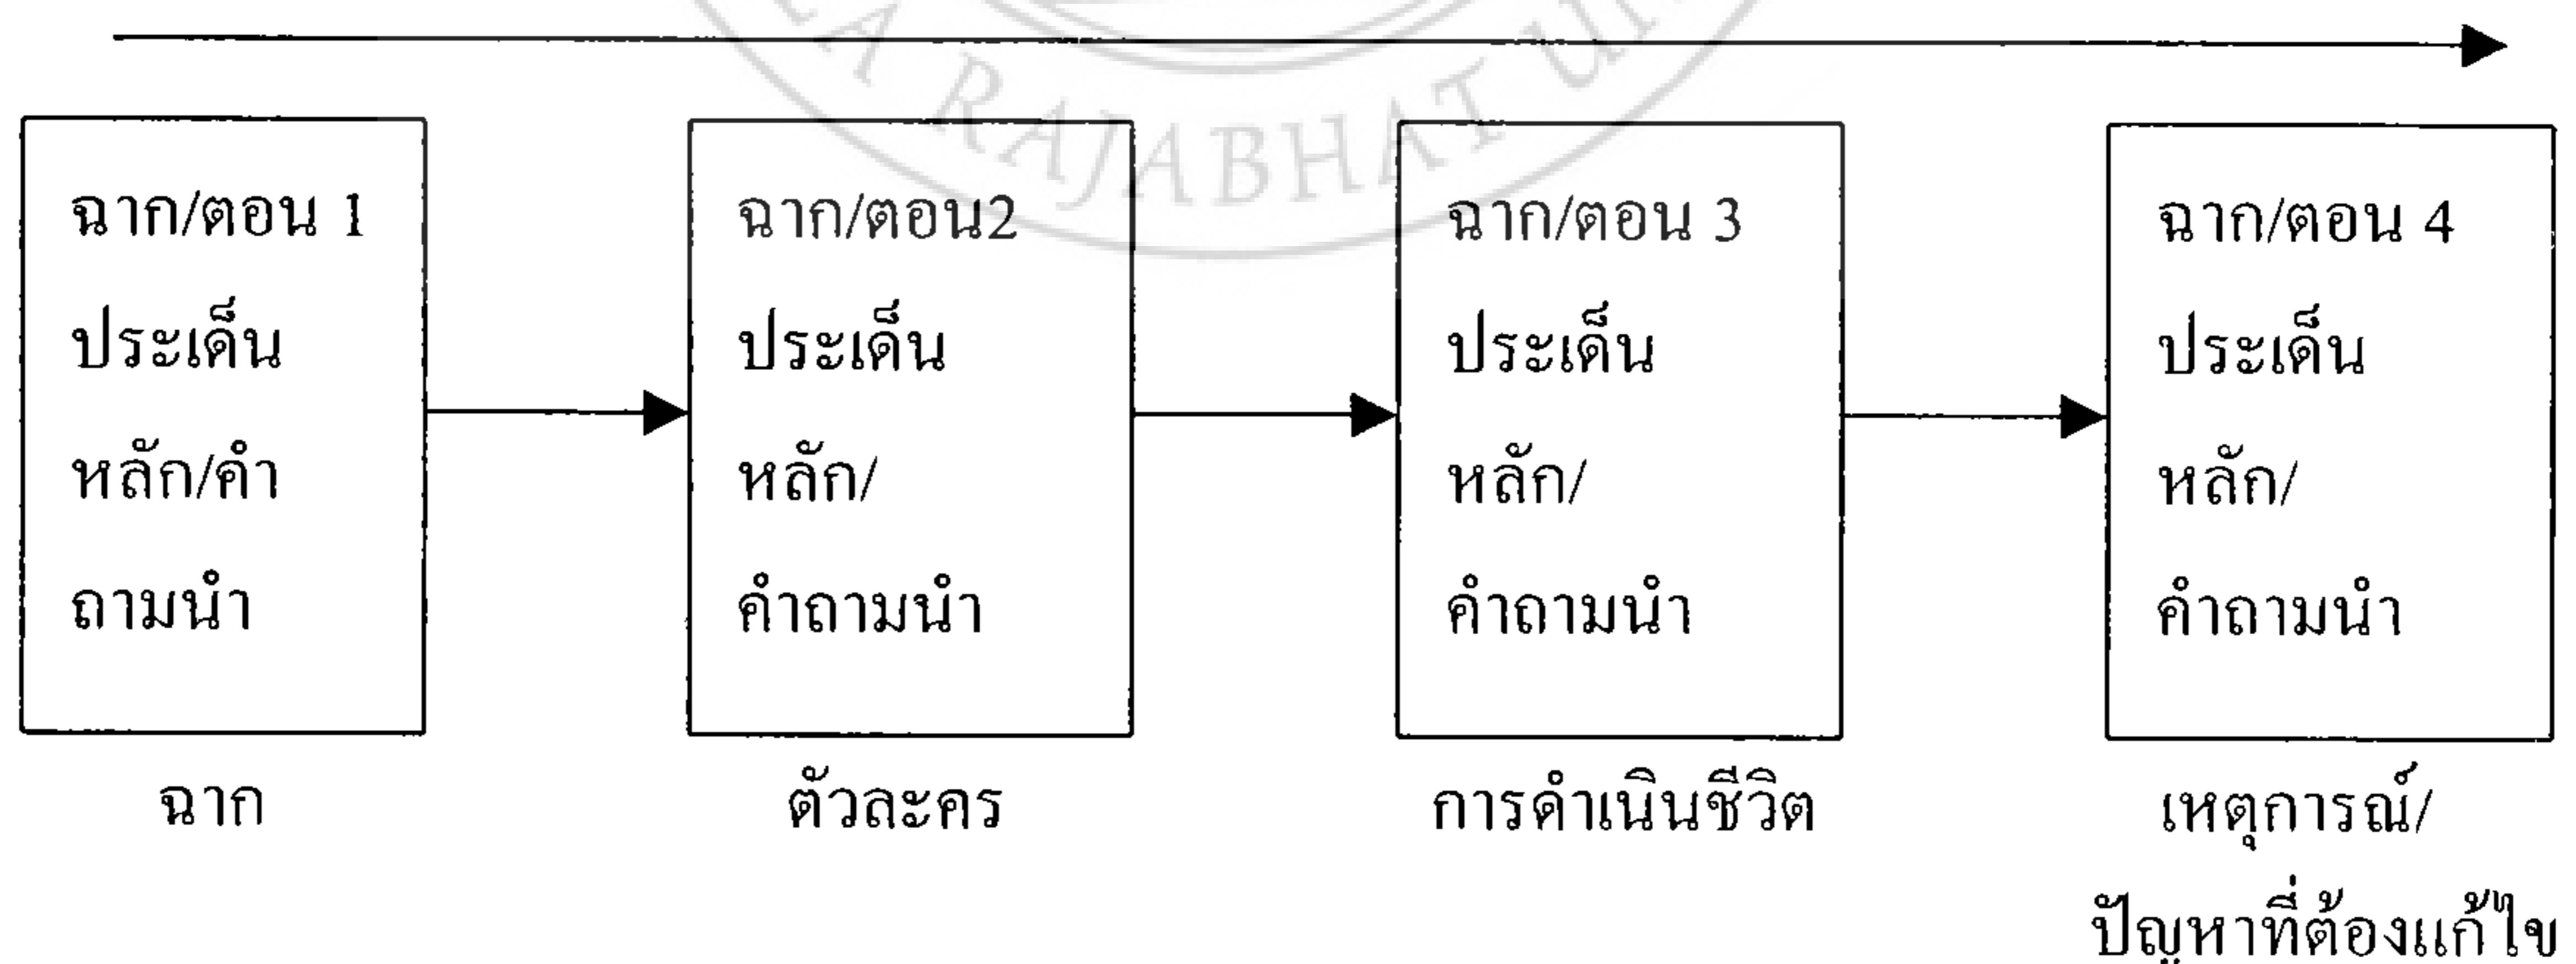 ฉาก/ตอน 1
ประเด็น
หลัก/คำ
ถามนำ
ฉาก
ฉาก/ตอน2
ประเด็น
หลัก/
คำถามนำ
ตัวละคร
ฉาก/ตอน 3
ประเด็น
หลัก/
คำถามนำ
การดำเนินชีวิต
ฉาก/ตอน 4
ประเด็น
หลัก/
คำถามนำ
เหตุการณ์/
ปัญหาที่ต้องแก้ไข
RAJABHAT